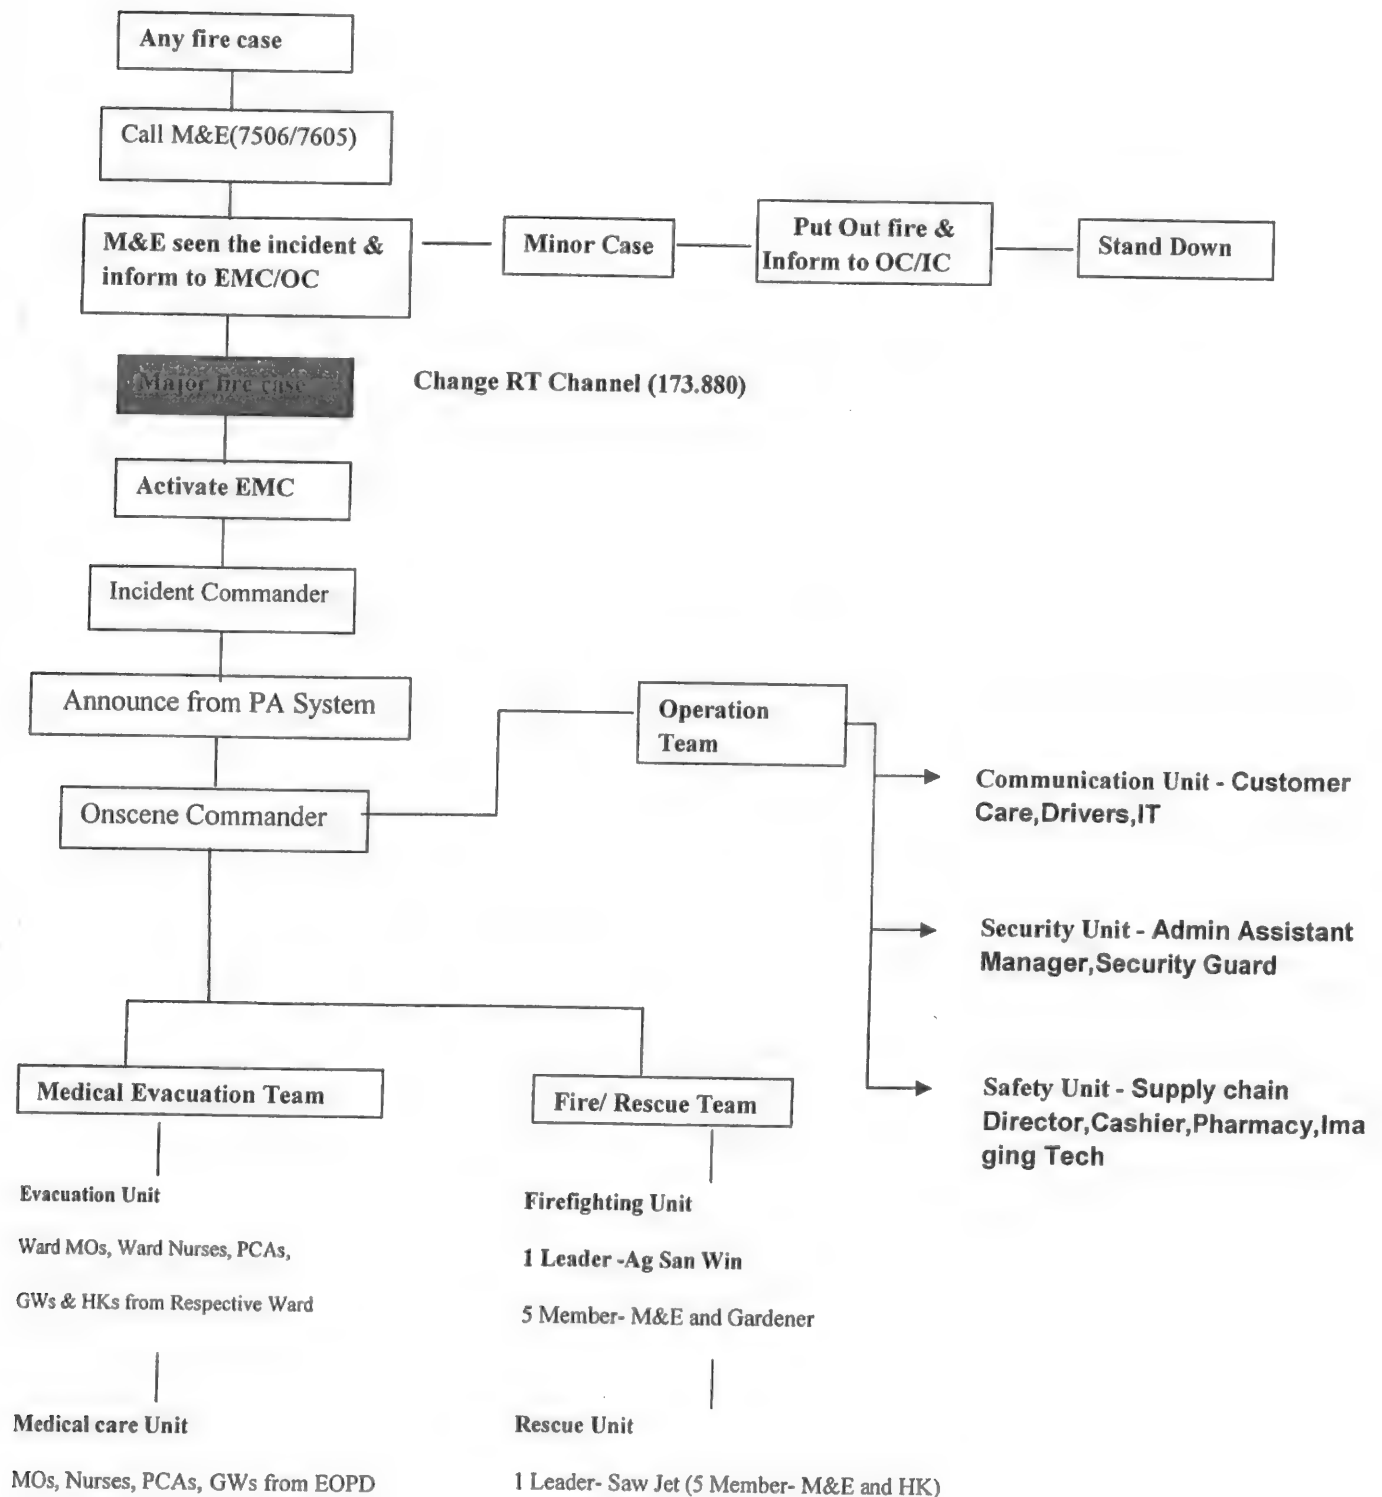 Any fire case
Call M&E(7506/7605)
M&E seen the incident &
inform to EMC/OC
Minor Case
Put Out fire &
Inform to OC/IC
Stand Down
Major fire case
Change RT Channel (173.880)
Activate EMC
Incident Commander
Announce from PA System
Operation
Team
Onscene Commander
Communication Unit - Customer
Care,Drivers,IT
Security Unit - Admin Assistant
Manager,Security Guard
Safety Unit - Supply chain
Director,Cashier,Pharmacy,Ima
ging Tech
Medical Evacuation Team
Evacuation Unit
Ward MOs, Ward Nurses, PCAs,
GWs & HKs from Respective Ward
Medical care Unit
MOs, Nurses, PCAs, GWs from EOPD
Fire/ Rescue Team
Firefighting Unit
1 Leader -Ag San Win
5 Member- M&E and Gardener
Rescue Unit
1 Leader- Saw Jet (5 Member- M&E and HK)